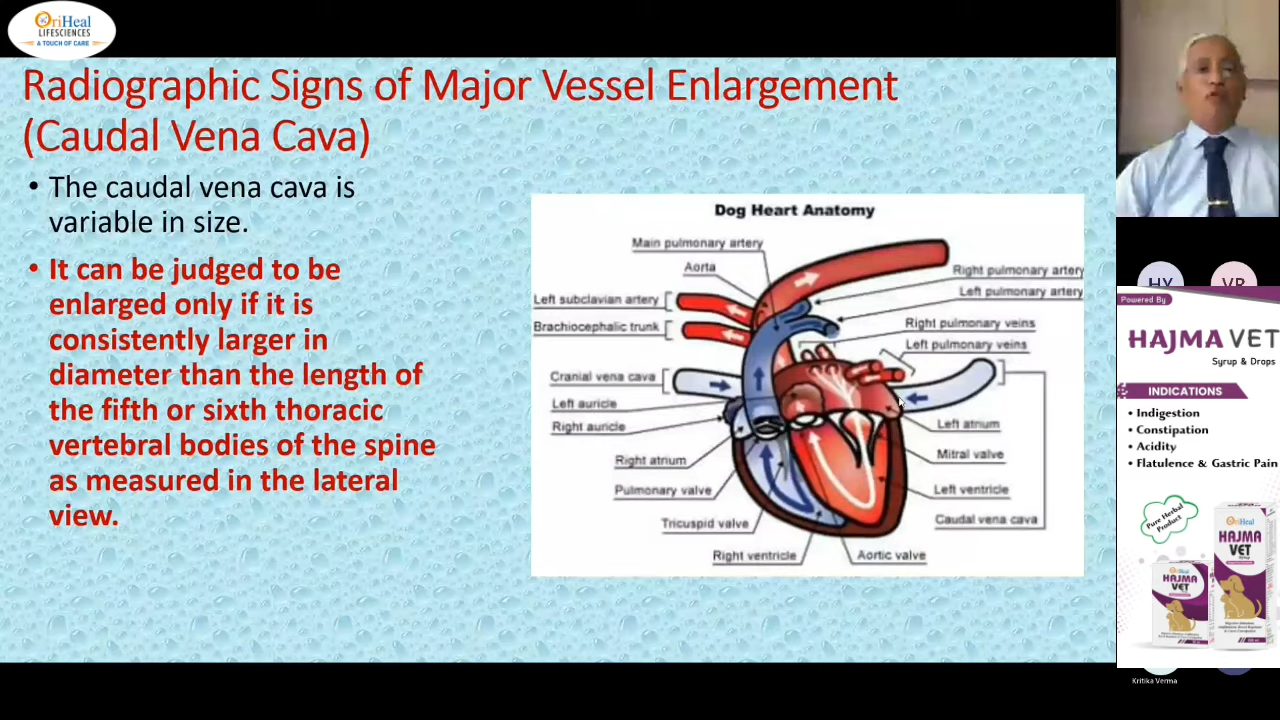 OriHeal
LIFESCIENCES
A TOUCH OF CARE
Radiographic Signs of Major Vessel Enlargement
(Caudal Vena Cava)
• The caudal vena cava is
variable in size.
• It can be judged to be
enlarged only if it is
consistently larger in
diameter than the length of
the fifth or sixth thoracic
vertebral bodies of the spine
as measured in the lateral
view.
Dog Heart Anatomy
Main pulmonary artery
Aorta
Left subclavian artery
Brachiocephalic trunk
Cranial vena cava
Left auricle
Right auricle
Right atrium
Pulmonary valve
Tricuspid valve
Right ventricle
Right pulmonary artery
Left pulmonary artery
Right pulmonary veins
Left pulmonary veins
Left atrium
Mitral valve
Left ventricle
Caudal vena cava
Aortic valve
HY
VR
Powered By
HAJMA VET
Syrup & Drops
INDICATIONS
• Indigestion
• Constipation
• Acidity
• Flatulence & Gastric Pain
Pure Herbal
Product
OriHeal
HAJMA
VET
HAJMA
VET
Kritika Verma